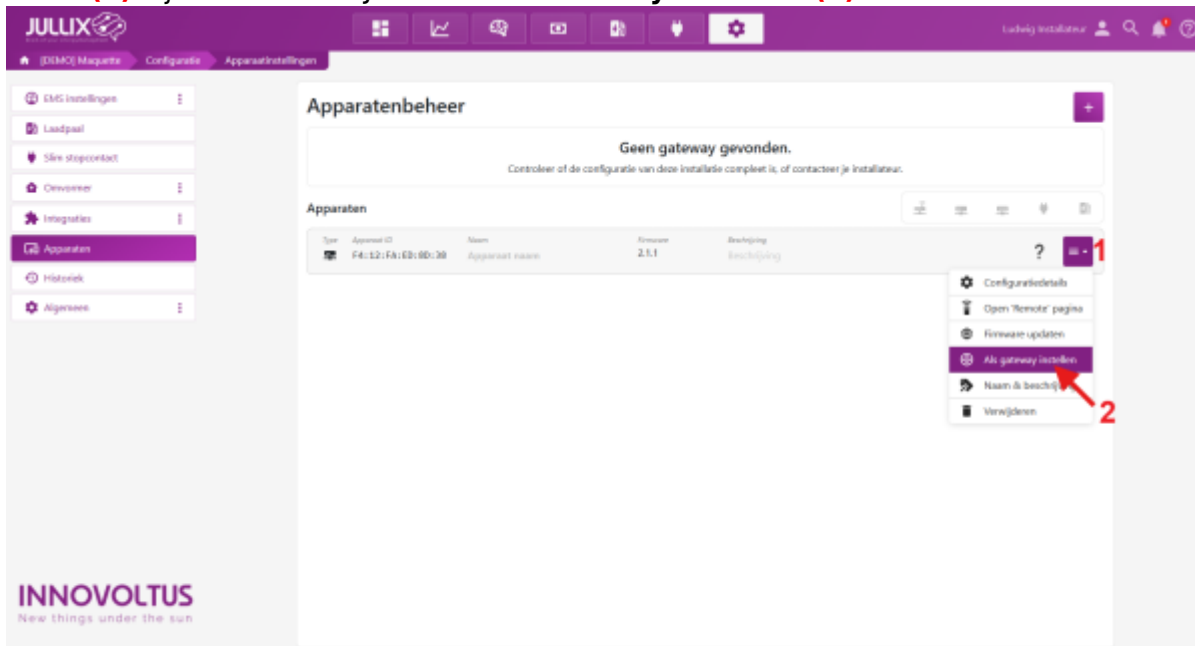 JULLIX
Ludwig Installateur
[DEMO] Maquette Configuratie Apparaatinstellingen
EMS instellingen
Laadpaal
Slim stopcontact
Omvormer
Integraties
Apparaten
Historiek
Algemeen
Apparatenbeheer
+
Geen gateway gevonden.
Controleer of de configuratie van deze installatie compleet is, of contacteer je installateur.
Apparaten
Type Apparaat ID Naam Firmware Beschrijving
F4:12:FA:ED:8D:38 Apparaat naam 2.1.1 Beschrijving ? 1
Configuratiedetails
Open 'Remote' pagina
Firmware updaten
Als gateway instellen
Naam &
Verwijderen
2
INNOVOLTUS
New things under the sun